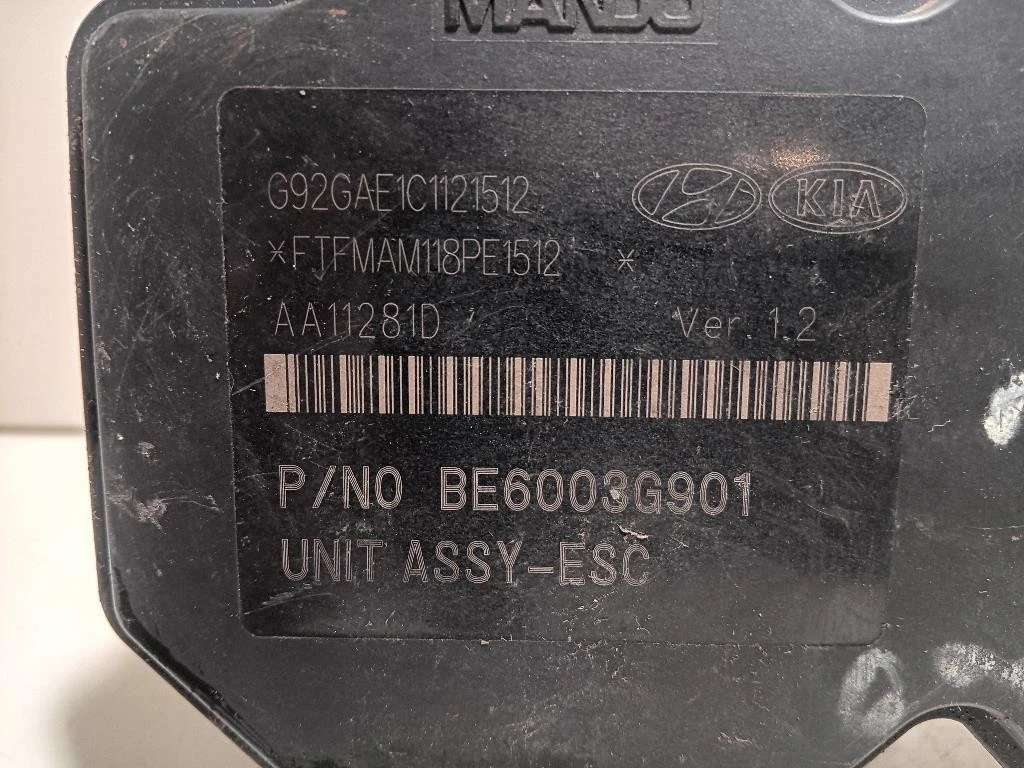 MANDO
G92GAE1C1121512
KIA
*FTFMAM118PE1512 *
AA11281D Ver. 1.2
P/NO BE6003G901
UNIT ASSY-ESC